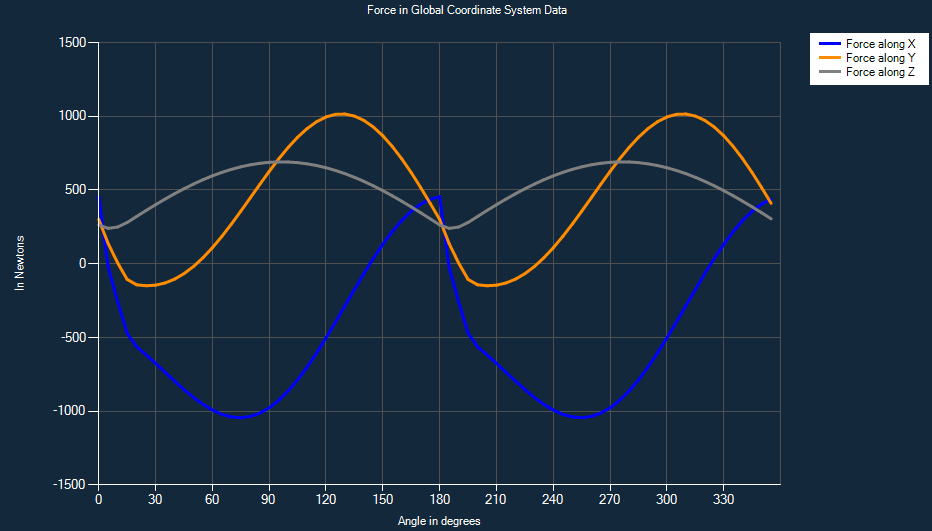 Force in Global Coordinate System Data
Force along X
Force along Y
Force along Z
1500
1000
500
0
-500
-1000
-1500
In Newtons
0 30 60 90 120 150 180 210 240 270 300 330
Angle in degrees